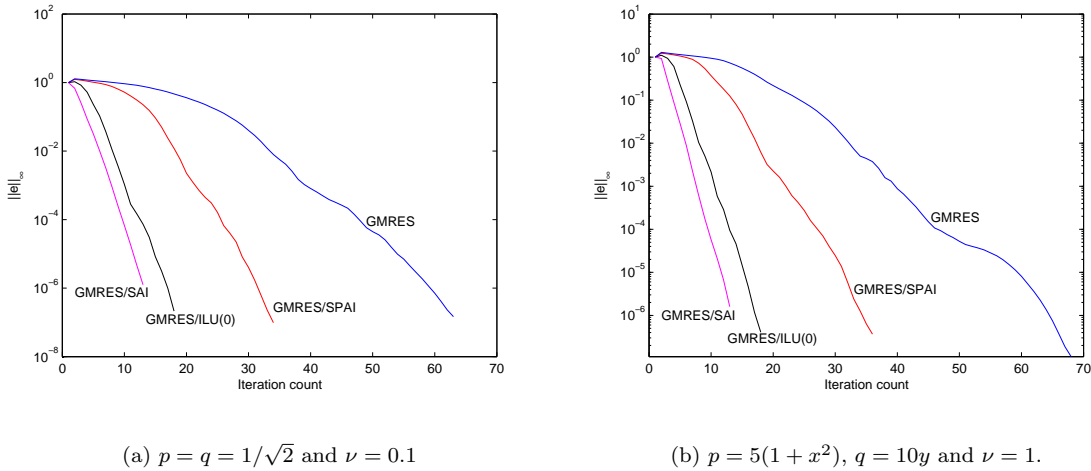 10^2
10^0
10^-2
10^-4
10^-6
10^-8
||e||_∞
0 10 20 30 40 50 60 70
Iteration count
GMRES
GMRES/SAI
GMRES/ILU(0)
GMRES/SPAI
10^1
10^0
10^-1
10^-2
10^-3
10^-4
10^-5
10^-6
||e||_∞
0 10 20 30 40 50 60 70
Iteration count
GMRES
GMRES/SPAI
GMRES/SAI
GMRES/ILU(0)
(a) p = q = 1/√2 and ν = 0.1
(b) p = 5(1 + x²), q = 10y and ν = 1.